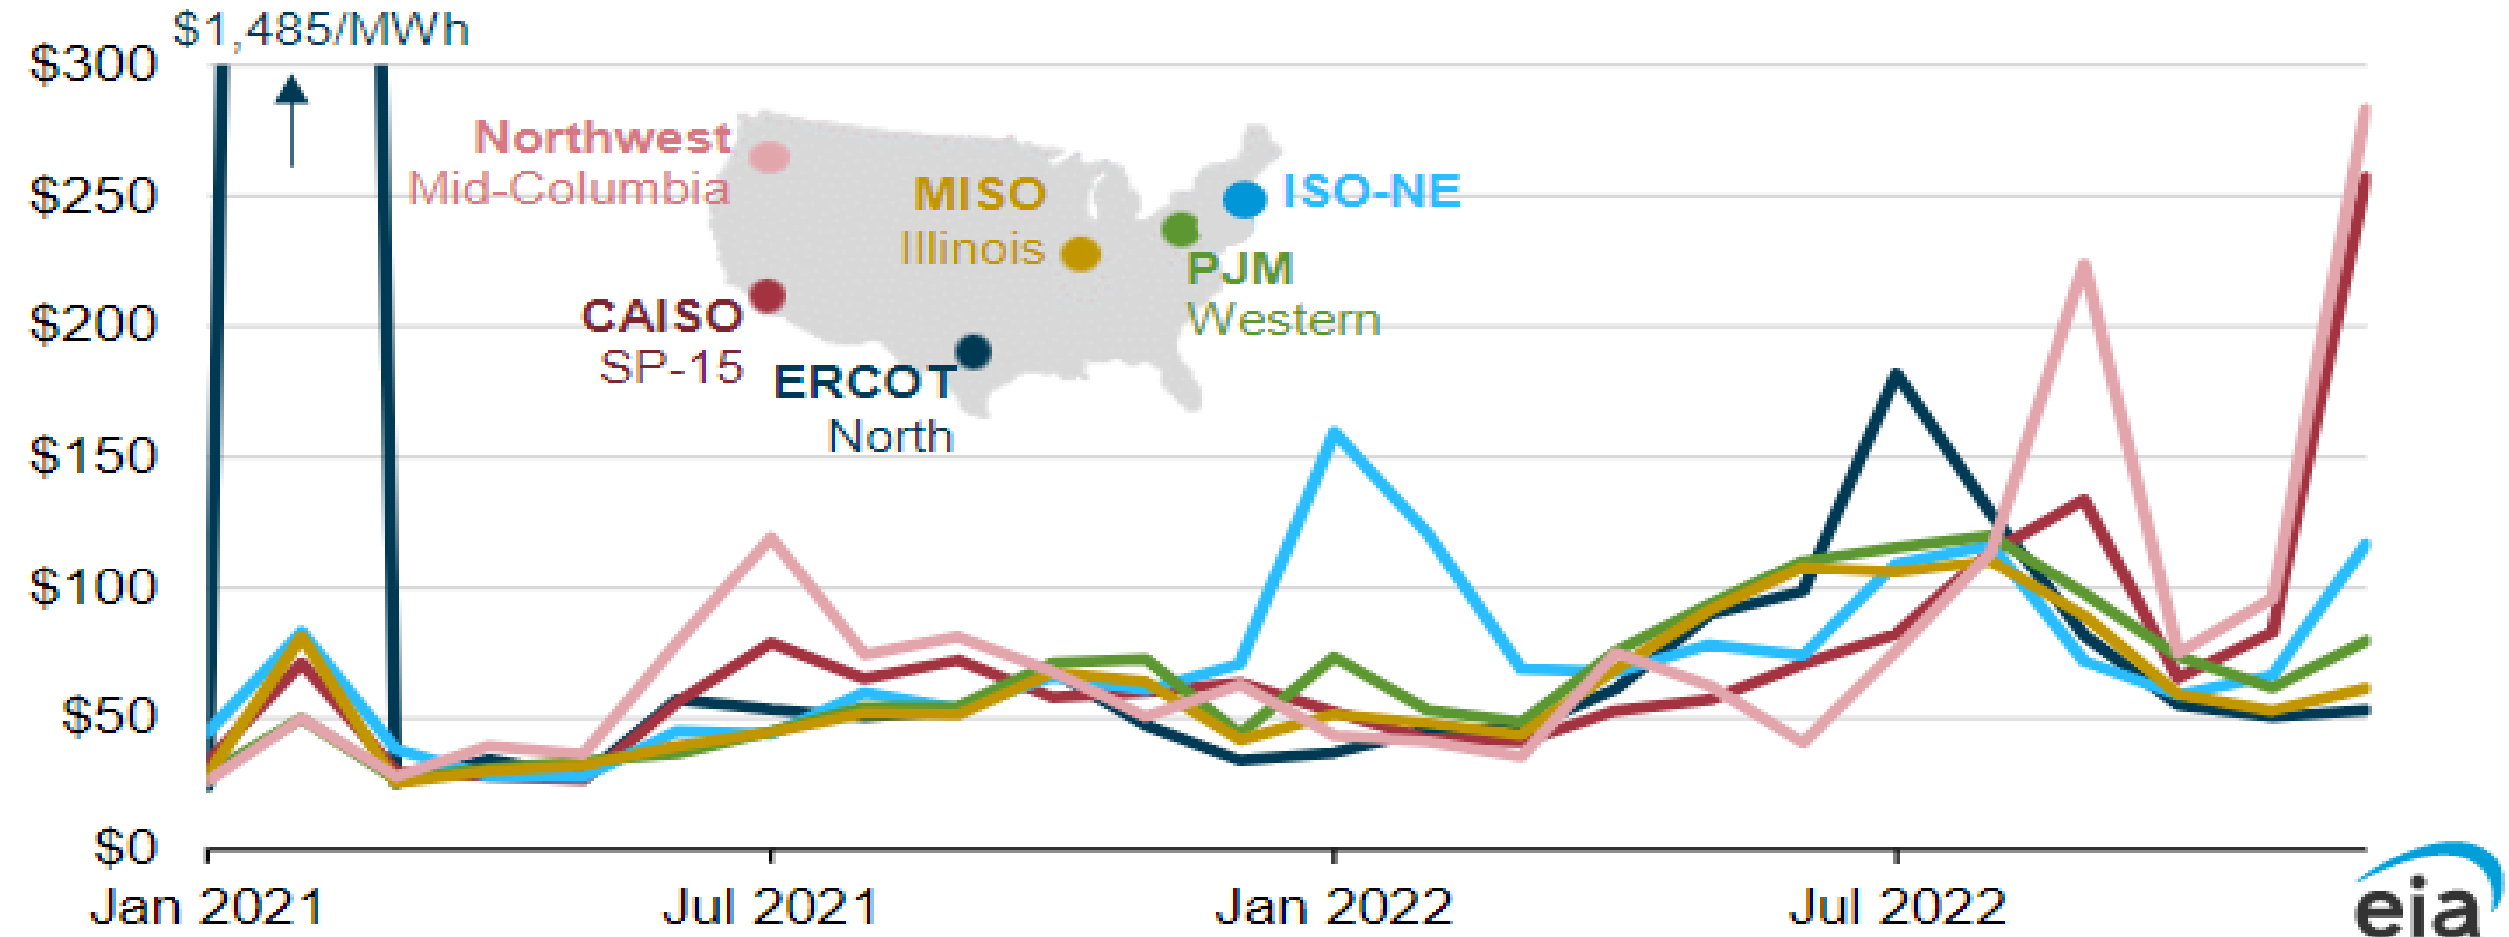 $1,485/MWh
$300
$250
$200
$150
$100
$50
$0
Northwest
Mid-Columbia
MISO
Illinois
ISO-NE
PJM
Western
CAISO
SP-15
ERCOT
North
Jan 2021
Jul 2021
Jan 2022
Jul 2022
eia